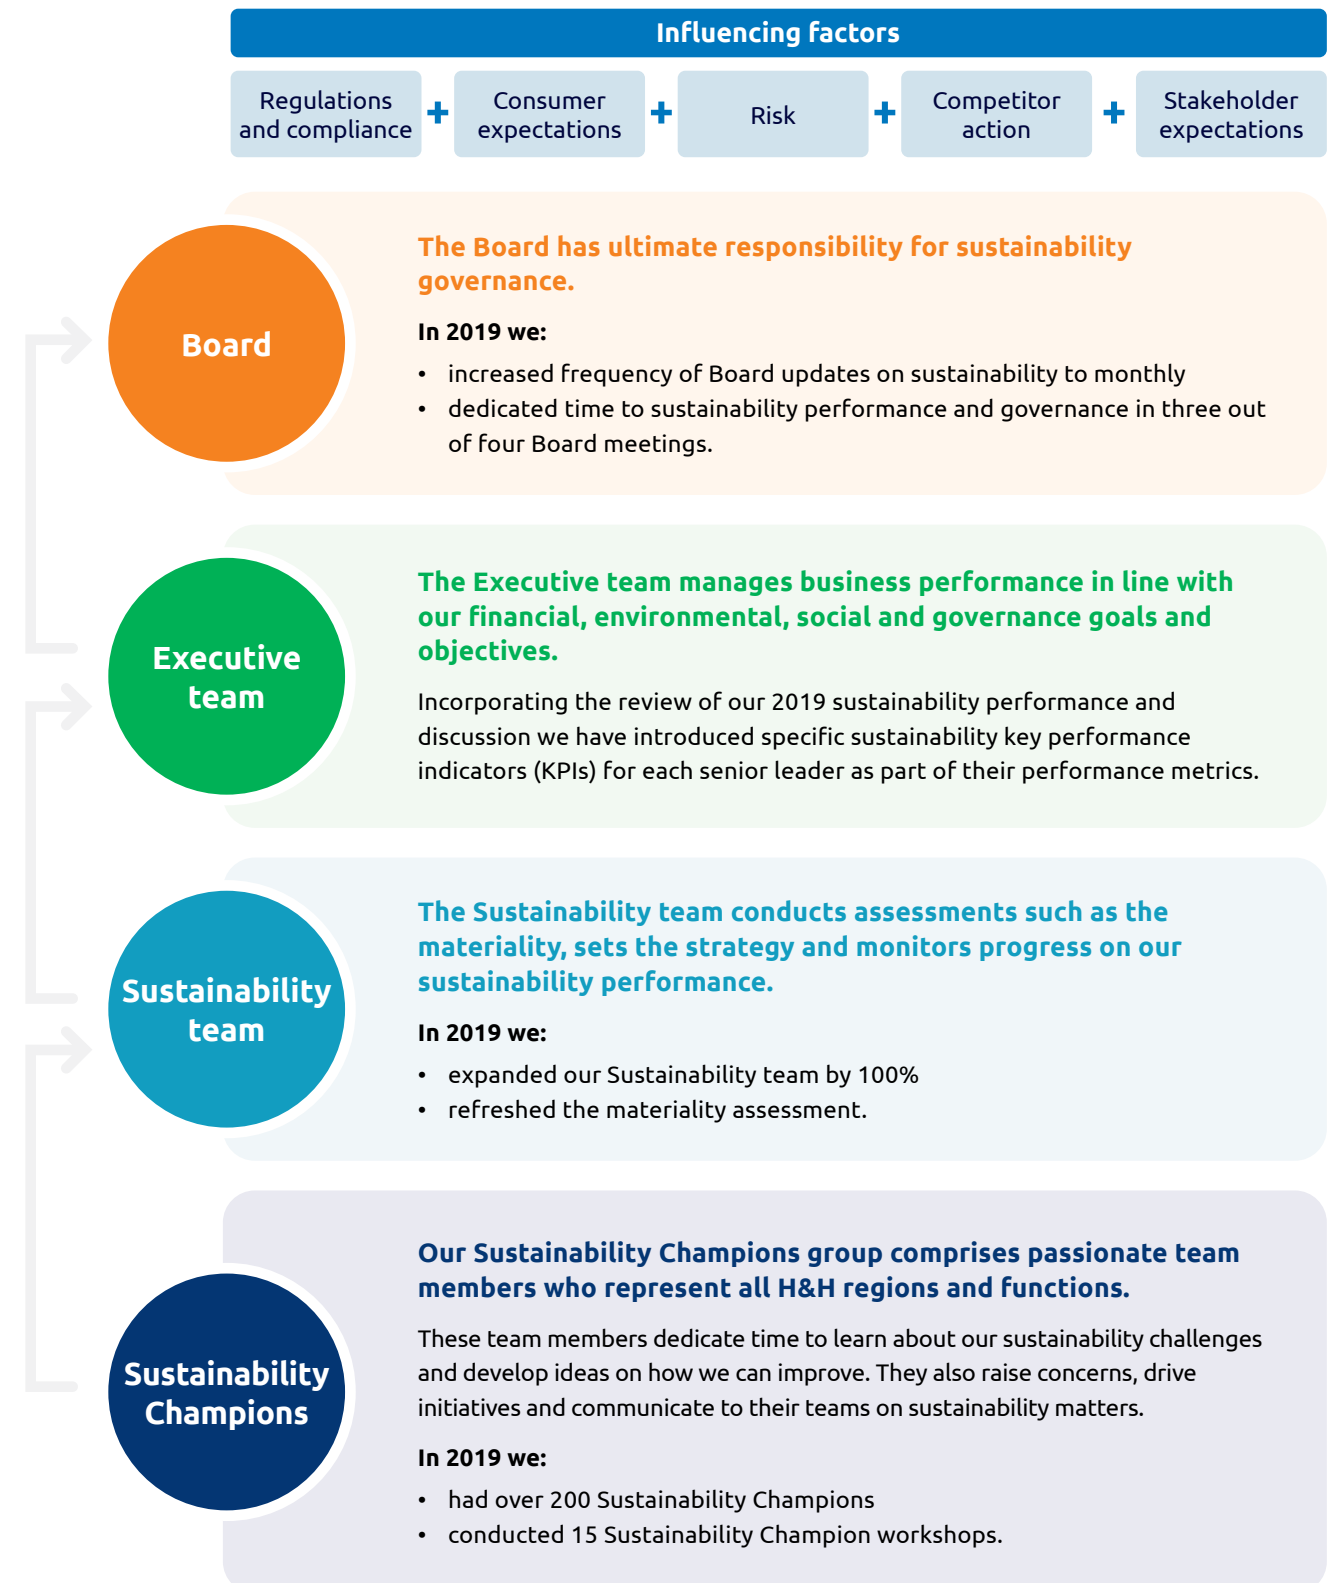 Influencing factors
Regulations
and compliance
+
Consumer
expectations
+
Risk
+
Competitor
action
+
Stakeholder
expectations
Board
The Board has ultimate responsibility for sustainability
governance.
In 2019 we:
• increased frequency of Board updates on sustainability to monthly
• dedicated time to sustainability performance and governance in three out
of four Board meetings.
Executive
team
The Executive team manages business performance in line with
our financial, environmental, social and governance goals and
objectives.
Incorporating the review of our 2019 sustainability performance and
discussion we have introduced specific sustainability key performance
indicators (KPIs) for each senior leader as part of their performance metrics.
Sustainability
team
The Sustainability team conducts assessments such as the
materiality, sets the strategy and monitors progress on our
sustainability performance.
In 2019 we:
• expanded our Sustainability team by 100%
• refreshed the materiality assessment.
Sustainability
Champions
Our Sustainability Champions group comprises passionate team
members who represent all H&H regions and functions.
These team members dedicate time to learn about our sustainability challenges
and develop ideas on how we can improve. They also raise concerns, drive
initiatives and communicate to their teams on sustainability matters.
In 2019 we:
• had over 200 Sustainability Champions
• conducted 15 Sustainability Champion workshops.